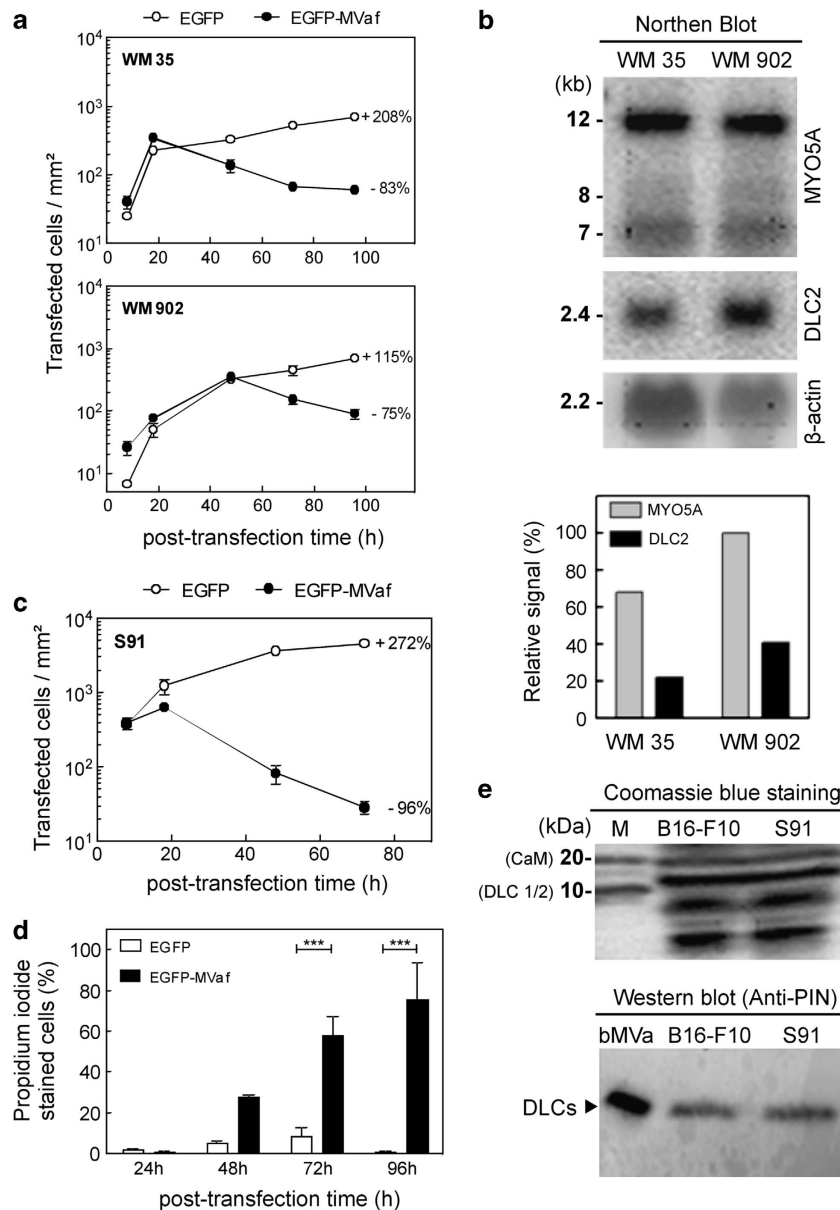 a
EGFP EGFP-MVaf
WM 35
10⁴
10³
10²
10¹
+ 208%
- 83%
0 20 40 60 80 100
WM 902
10⁴
10³
10²
10¹
+ 115%
- 75%
0 20 40 60 80 100
Transfected cells / mm²
post-transfection time (h)
b
Northen Blot
WM 35 WM 902
(kb)
12
8
7
MYO5A
2.4
DLC2
2.2
β-actin
MYO5A
DLC2
Relative signal (%)
100
80
60
40
20
0
WM 35 WM 902
c
EGFP EGFP-MVaf
S91
10⁴
10³
10²
10¹
+ 272%
- 96%
0 20 40 60 80
Transfected cells / mm²
post-transfection time (h)
d
EGFP
EGFP-MVaf
*** ***
100
80
60
40
20
0
Propidium iodide
stained cells (%)
24h 48h 72h 96h
post-transfection time (h)
e
Coomassie blue staining
(kDa) M B16-F10 S91
(CaM) 20
(DLC 1/2) 10
Western blot (Anti-PIN)
bMVa B16-F10 S91
DLCs